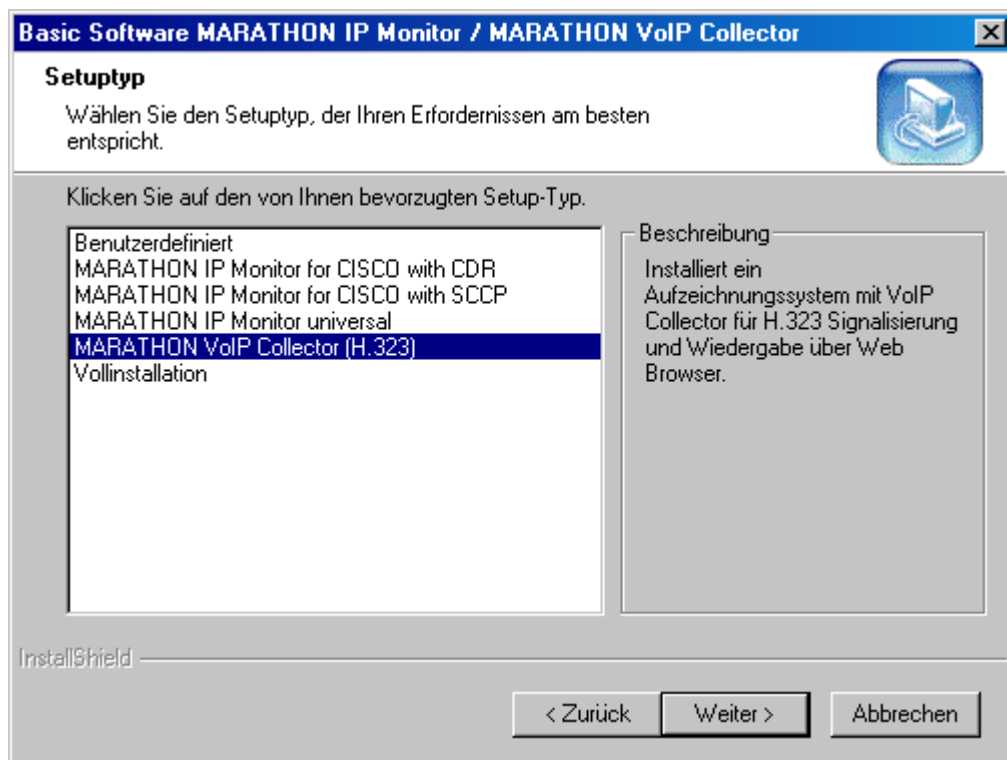 Basic Software MARATHON IP Monitor / MARATHON VoIP Collector
Setuptyp
Wählen Sie den Setuptyp, der Ihren Erfordernissen am besten
entspricht.
Klicken Sie auf den von Ihnen bevorzugten Setup-Typ.
Benutzerdefiniert
MARATHON IP Monitor for CISCO with CDR
MARATHON IP Monitor for CISCO with SCCP
MARATHON IP Monitor universal
MARATHON VoIP Collector (H.323)
Vollinstallation
Beschreibung
Installiert ein
Aufzeichnungssystem mit VoIP
Collector für H.323 Signalisierung
und Wiedergabe über Web
Browser.
InstallShield
< Zurück
Weiter >
Abbrechen